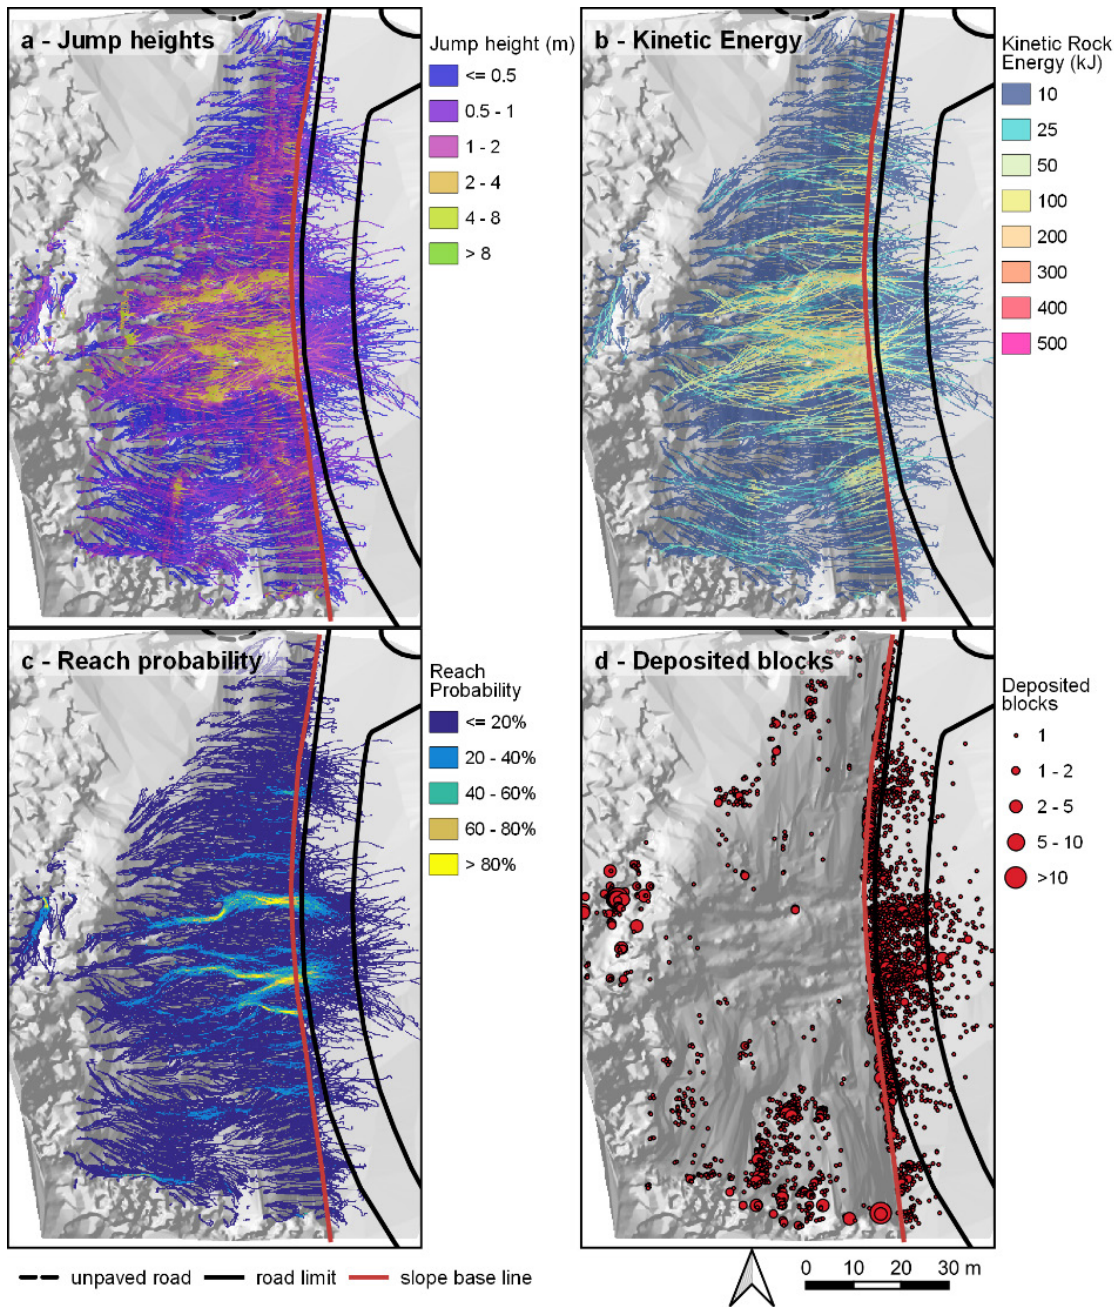 a - Jump heights
Jump height (m)
<= 0.5
0.5 - 1
1 - 2
2 - 4
4 - 8
> 8
b - Kinetic Energy
Kinetic Rock
Energy (kJ)
10
25
50
100
200
300
400
500
c - Reach probability
Reach
Probability
<= 20%
20 - 40%
40 - 60%
60 - 80%
> 80%
d - Deposited blocks
Deposited
blocks
1
1 - 2
2 - 5
5 - 10
>10
unpaved road
road limit
slope base line
0 10 20 30 m